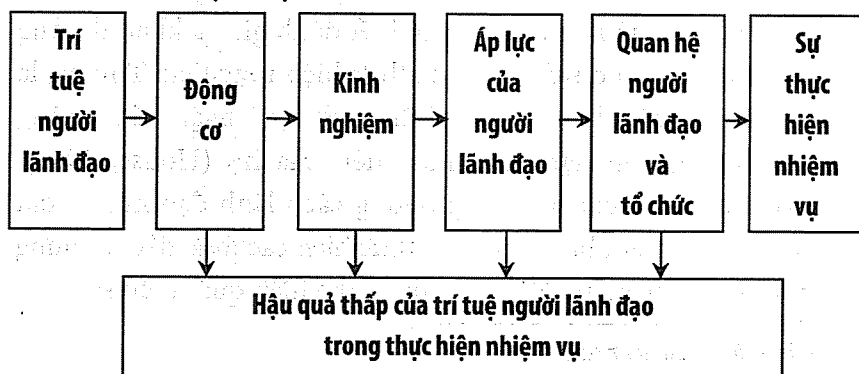 Trí
tuệ
người
lãnh đạo
Động
cơ
Kinh
nghiệm
Áp lực
của
người
lãnh đạo
Quan hệ
người
lãnh đạo
và
tổ chức
Sự
thực
hiện
nhiệm
vụ
Hậu quả thấp của trí tuệ người lãnh đạo
trong thực hiện nhiệm vụ